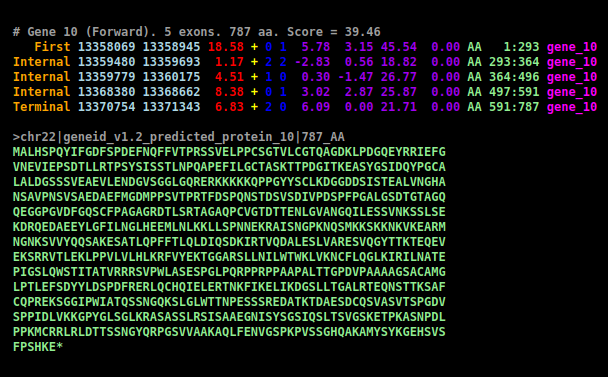 # Gene 10 (Forward). 5 exons. 787 aa. Score = 39.46
First 13358069 13358945 18.58 + 0 1 5.78 3.15 45.54 0.00 AA 1:293 gene_10
Internal 13359480 13359693 1.17 + 2 2 -2.83 0.56 18.82 0.00 AA 293:364 gene_10
Internal 13359779 13360175 4.51 + 1 0 0.30 -1.47 26.77 0.00 AA 364:496 gene_10
Internal 13368380 13368662 8.38 + 0 1 3.02 2.87 25.87 0.00 AA 497:591 gene_10
Terminal 13370754 13371343 6.83 + 2 0 6.09 0.00 21.71 0.00 AA 591:787 gene_10
>chr22|geneid_v1.2_predicted_protein_10|787_AA
MALHSPQYIFGDFSPDEFNQFFVTPRSSVELPPCSGTVLCGTQAGDKLPDGQEYRRIEFG
VNEVIEPSDTLLRTPSYSISSTLNPQAPEFILGCTASKTTPDGITKEASYGSIDQYPGCA
LALDGSSSVEAEVLENDGVSGGLGQRERKKKKKQPPGYYSCLKDGGDDSISTEALVNGHA
NSAVPNSVSAEDAEFMGDMPPSVTPRTFDSPQNSTDSVSDIVPDSPFPGALGSDTGTAGQ
QEGGPGVDFGQSCFPAGAGRDTLSRTAGAQPCVGTDTTENLGVANGQILESSVNKSSLSE
KDRQEDAEEYLGFILNGLHEEMLNLKKLLSPNNEKRAISNGPKNQSMKKSKKNKVKEARM
NGNKSVVYQQSAKESATLQPFFTLQLDIQSDKIRTVQDALESLVARESVQGYTTKTEQEV
EKSRRVTLEKLPPVLVLHLKRFVYEKTGGARSLLNILWTWKLVKNCFLQGLKIRILNATE
PIGSLQWSTITATVRRRSVPWLASESPGLPQRPPRPPAAPALTTGPDVPAAAAGSACAMG
LPTLEFSDYYLDSPDFRERLQCHQIELERTNKFIKELIKDGSLLTGALRTEQNSTTKSAF
CQPREKSGGIPWIATQSSNGQKSLGLWTTNPESSSREDATKTDAESDCQSVASVTSPGDV
SPPIDLVKKGPYGLSGLKRASASSLRSISAAEGNISYSGSIQSLTSVGSKETPKASNPDL
PPKMCRRLRLDTTSSNGYQRPGSVVAAKAQLFENVGSPKPVSSGHQAKAMYSYKGEHSVS
FPSHKE*